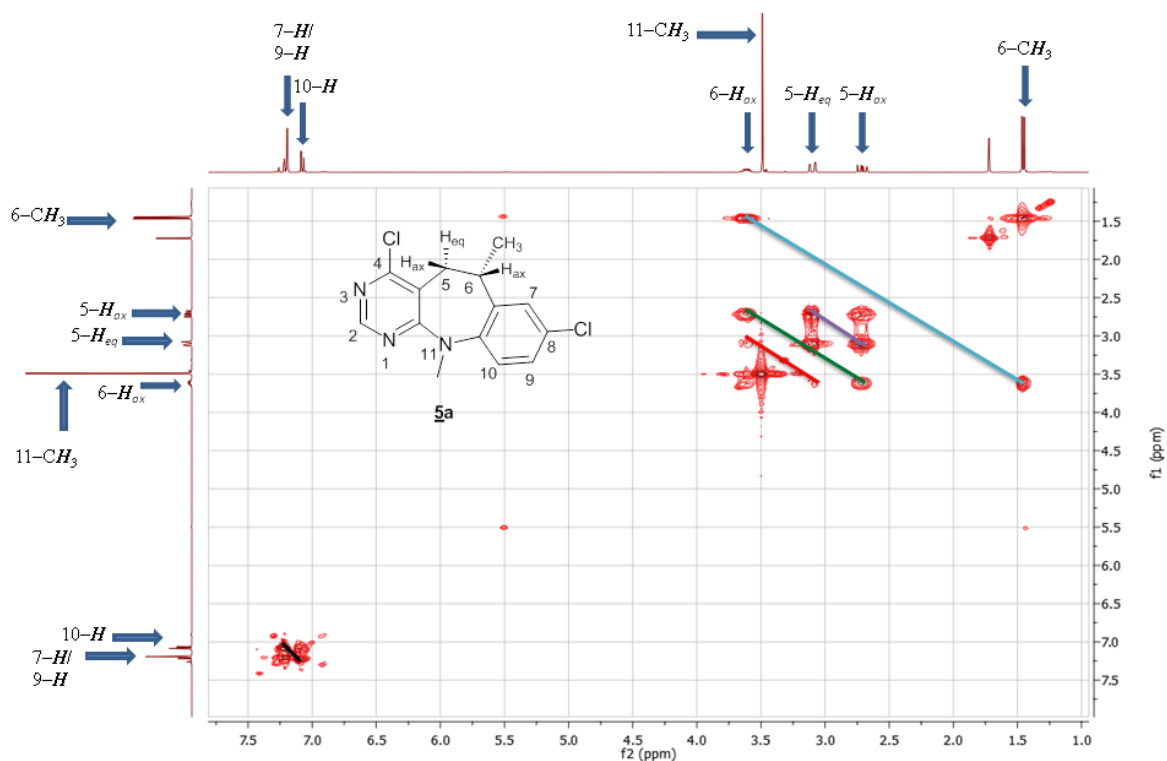 7–H/
9–H
10–H
11–CH₃
6–Hax
5–Heq
5–Hax
6–CH₃
6–CH₃
5–Hax
5–Heq
6–Hax
11–CH₃
10–H
7–H/
9–H
Cl
Heq
CH₃
Hax
Hax
4
5
6
7
3
N
2
N
1
N
11
8
Cl
10
9
5a
1.5
2.0
2.5
3.0
3.5
4.0
4.5
5.0
5.5
6.0
6.5
7.0
7.5
f1 (ppm)
7.5 7.0 6.5 6.0 5.5 5.0 4.5 4.0 3.5 3.0 2.5 2.0 1.5 1.0
f2 (ppm)